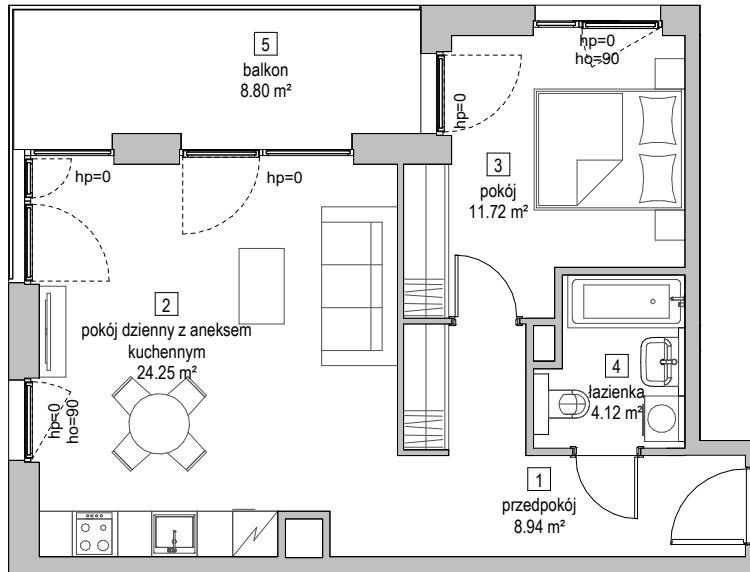 5
balkon
8.80 m²
hp=0
ho=90
hp=0
3
pokój
11.72 m²
hp=0
hp=0
2
pokój dzienny z aneksem
kuchennym
24.25 m²
4
łazienka
4.12 m²
hp=0
ho=90
1
przedpokój
8.94 m²